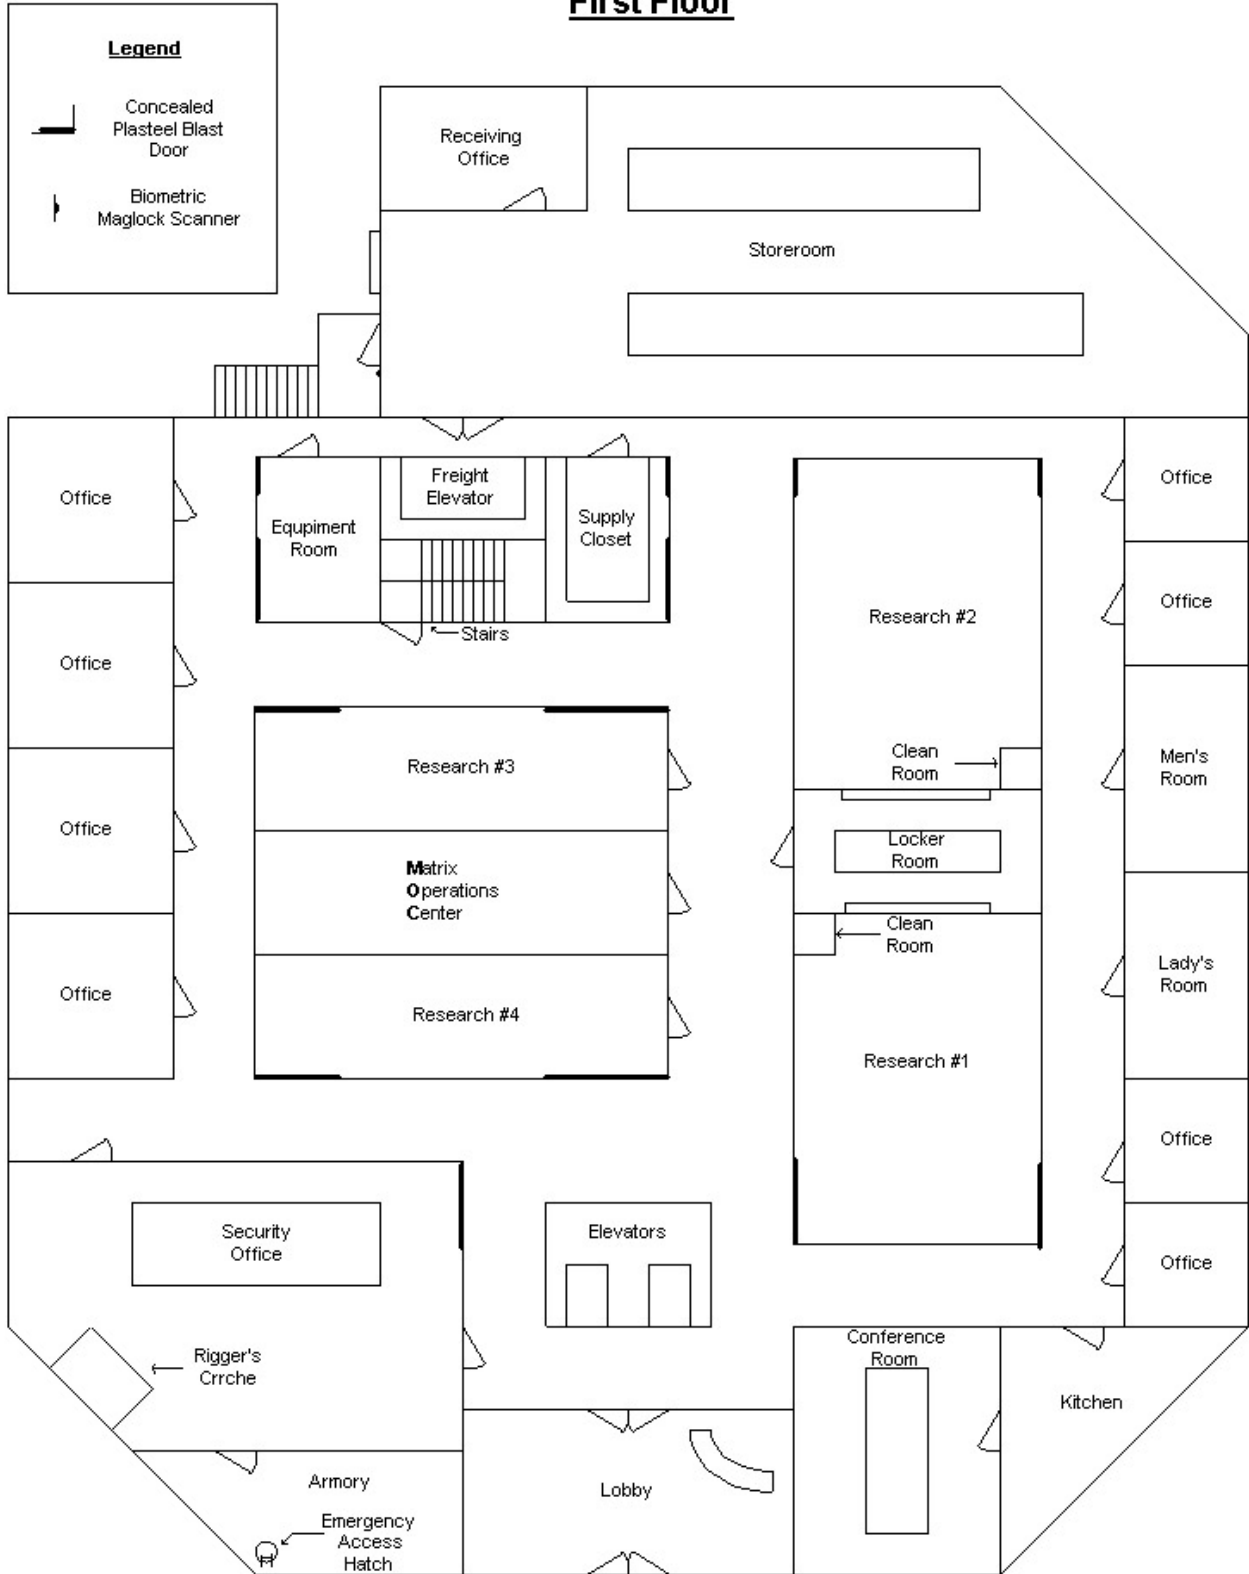 First Floor
Legend
Concealed
Plasteel Blast
Door
Biometric
Maglock Scanner
Receiving
Office
Storeroom
Office
Freight
Elevator
Equpiment
Room
Supply
Closet
Stairs
Office
Office
Research #2
Office
Office
Research #3
Clean
Room
Men's
Room
Matrix
Operations
Center
Locker
Room
Clean
Room
Lady's
Room
Office
Research #4
Research #1
Office
Security
Office
Elevators
Office
Rigger's
Crrche
Conference
Room
Kitchen
Armory
Lobby
Emergency
Access
Hatch